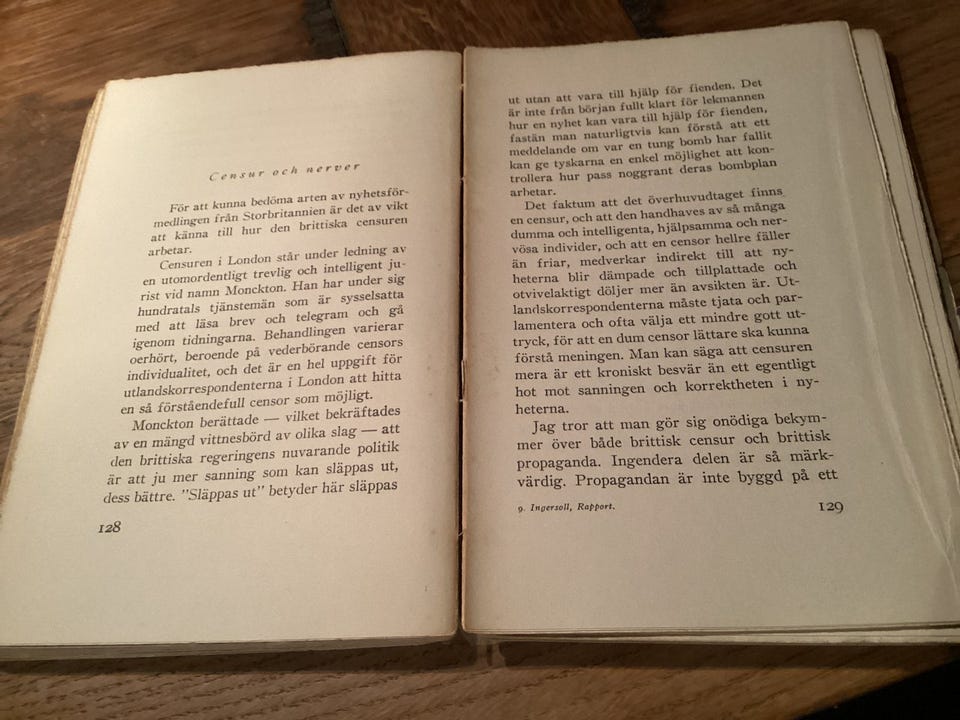 Censur och nerver
För att kunna bedöma arten av nyhetsför-
medlingen från Storbritannien är det av vikt
att känna till hur den brittiska censuren
arbetar.
Censuren i London står under ledning av
en utomordentligt trevlig och intelligent ju-
rist vid namn Monckton. Han har under sig
hundratals tjänstemän som är sysselsatta
med att läsa brev och telegram och gå
igenom tidningarna. Behandlingen varierar
oerhört, beroende på vederbörande censors
individualitet, och det är en hel uppgift för
utlandskorrespondenterna i London att hitta
en så förståendefull censor som möjligt.
Monckton berättade — vilket bekräftades
av en mängd vittnesbörd av olika slag — att
den brittiska regeringens nuvarande politik
är att ju mer sanning som kan släppas ut,
dess bättre. ”Släppas ut” betyder här släppas
128
ut utan att vara till hjälp för fienden. Det
är inte från början fullt klart för lekmannen
hur en nyhet kan vara till hjälp för fienden,
fastän man naturligtvis kan förstå att ett
meddelande om var en tung bomb har fallit
kan ge tyskarna en enkel möjlighet att kon-
trollera hur pass noggrant deras bombplan
arbetar.
Det faktum att det överhuvudtaget finns
en censur, och att den handhaves av så många
dumma och intelligenta, hjälpsamma och ner-
vösa individer, och att en censor hellre fäller
än friar, medverkar indirekt till att ny-
heterna blir dämpade och tillplattade och
otvivelaktigt döljer mer än avsikten är. Ut-
landskorrespondenterna måste tjata och par-
lamentera och ofta välja ett mindre gott ut-
tryck, för att en dum censor lättare ska kunna
förstå meningen. Man kan säga att censuren
mera är ett kroniskt besvär än ett egentligt
hot mot sanningen och korrektheten i ny-
heterna.
Jag tror att man gör sig onödiga bekym-
mer över både brittisk censur och brittisk
propaganda. Ingendera delen är så märk-
värdig. Propagandan är inte byggd på ett
9. Ingersoll, Rapport.
129